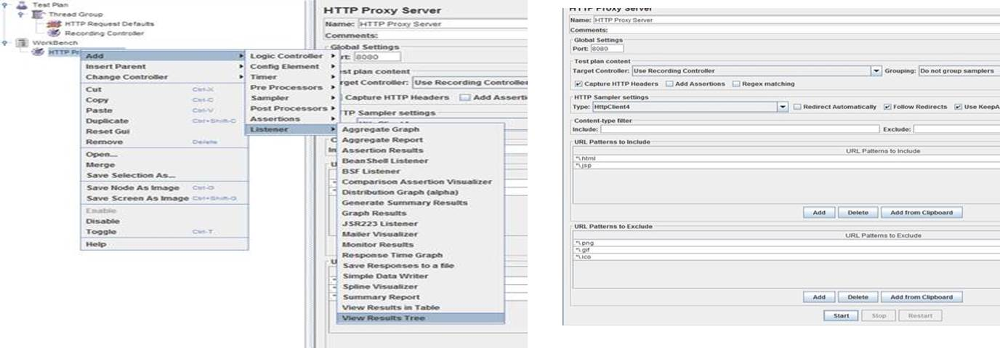 Test Plan
Thread Group
HTTP Request Defaults
Recording Controller
WorkBench
HTTP Pr
Add
Insert Parent
Change Controller
Cut Ctrl-X
Copy Ctrl-C
Paste Ctrl-V
Duplicate Ctrl+Shift-C
Reset Gui
Remove Delete
Open...
Merge
Save Selection As...
Save Node As Image Ctrl-G
Save Screen As Image Ctrl+Shift-G
Enable
Disable
Toggle Ctrl-T
Help
Logic Controller
Config Element
Timer
Pre Processors
Sampler
Post Processors
Assertions
Listener
Aggregate Graph
Aggregate Report
Assertion Results
BeanShell Listener
BSF Listener
Comparison Assertion Visualizer
Distribution Graph (alpha)
Generate Summary Results
Graph Results
JSR223 Listener
Mailer Visualizer
Monitor Results
Response Time Graph
Save Responses to a file
Simple Data Writer
Spline Visualizer
Summary Report
View Results in Table
View Results Tree
HTTP Proxy Server
Name: HTTP Proxy Server
Comments:
Global Settings
rt: 8080
est plan content
rget Controller: Use Recording Controller
Capture HTTP Headers Add Asserti
TP Sampler settings
HTTP Proxy Server
Name: HTTP Proxy Server
Comments:
Global Settings
Port: 8080
Test plan content
Target Controller: Use Recording Controller Grouping: Do not group samplers
Capture HTTP Headers Add Assertions Regex matching
HTTP Sampler settings
Type: HttpClient4 Redirect Automatically Follow Redirects Use KeepA
Content-type filter
Include: Exclude:
URL Patterns to Include
URL Patterns to Include
.*\.html
.*\.jsp
Add Delete Add from Clipboard
URL Patterns to Exclude
URL Patterns to Exclude
.*\.png
.*\.gif
.*\.ico
Add Delete Add from Clipboard
Start Stop Restart